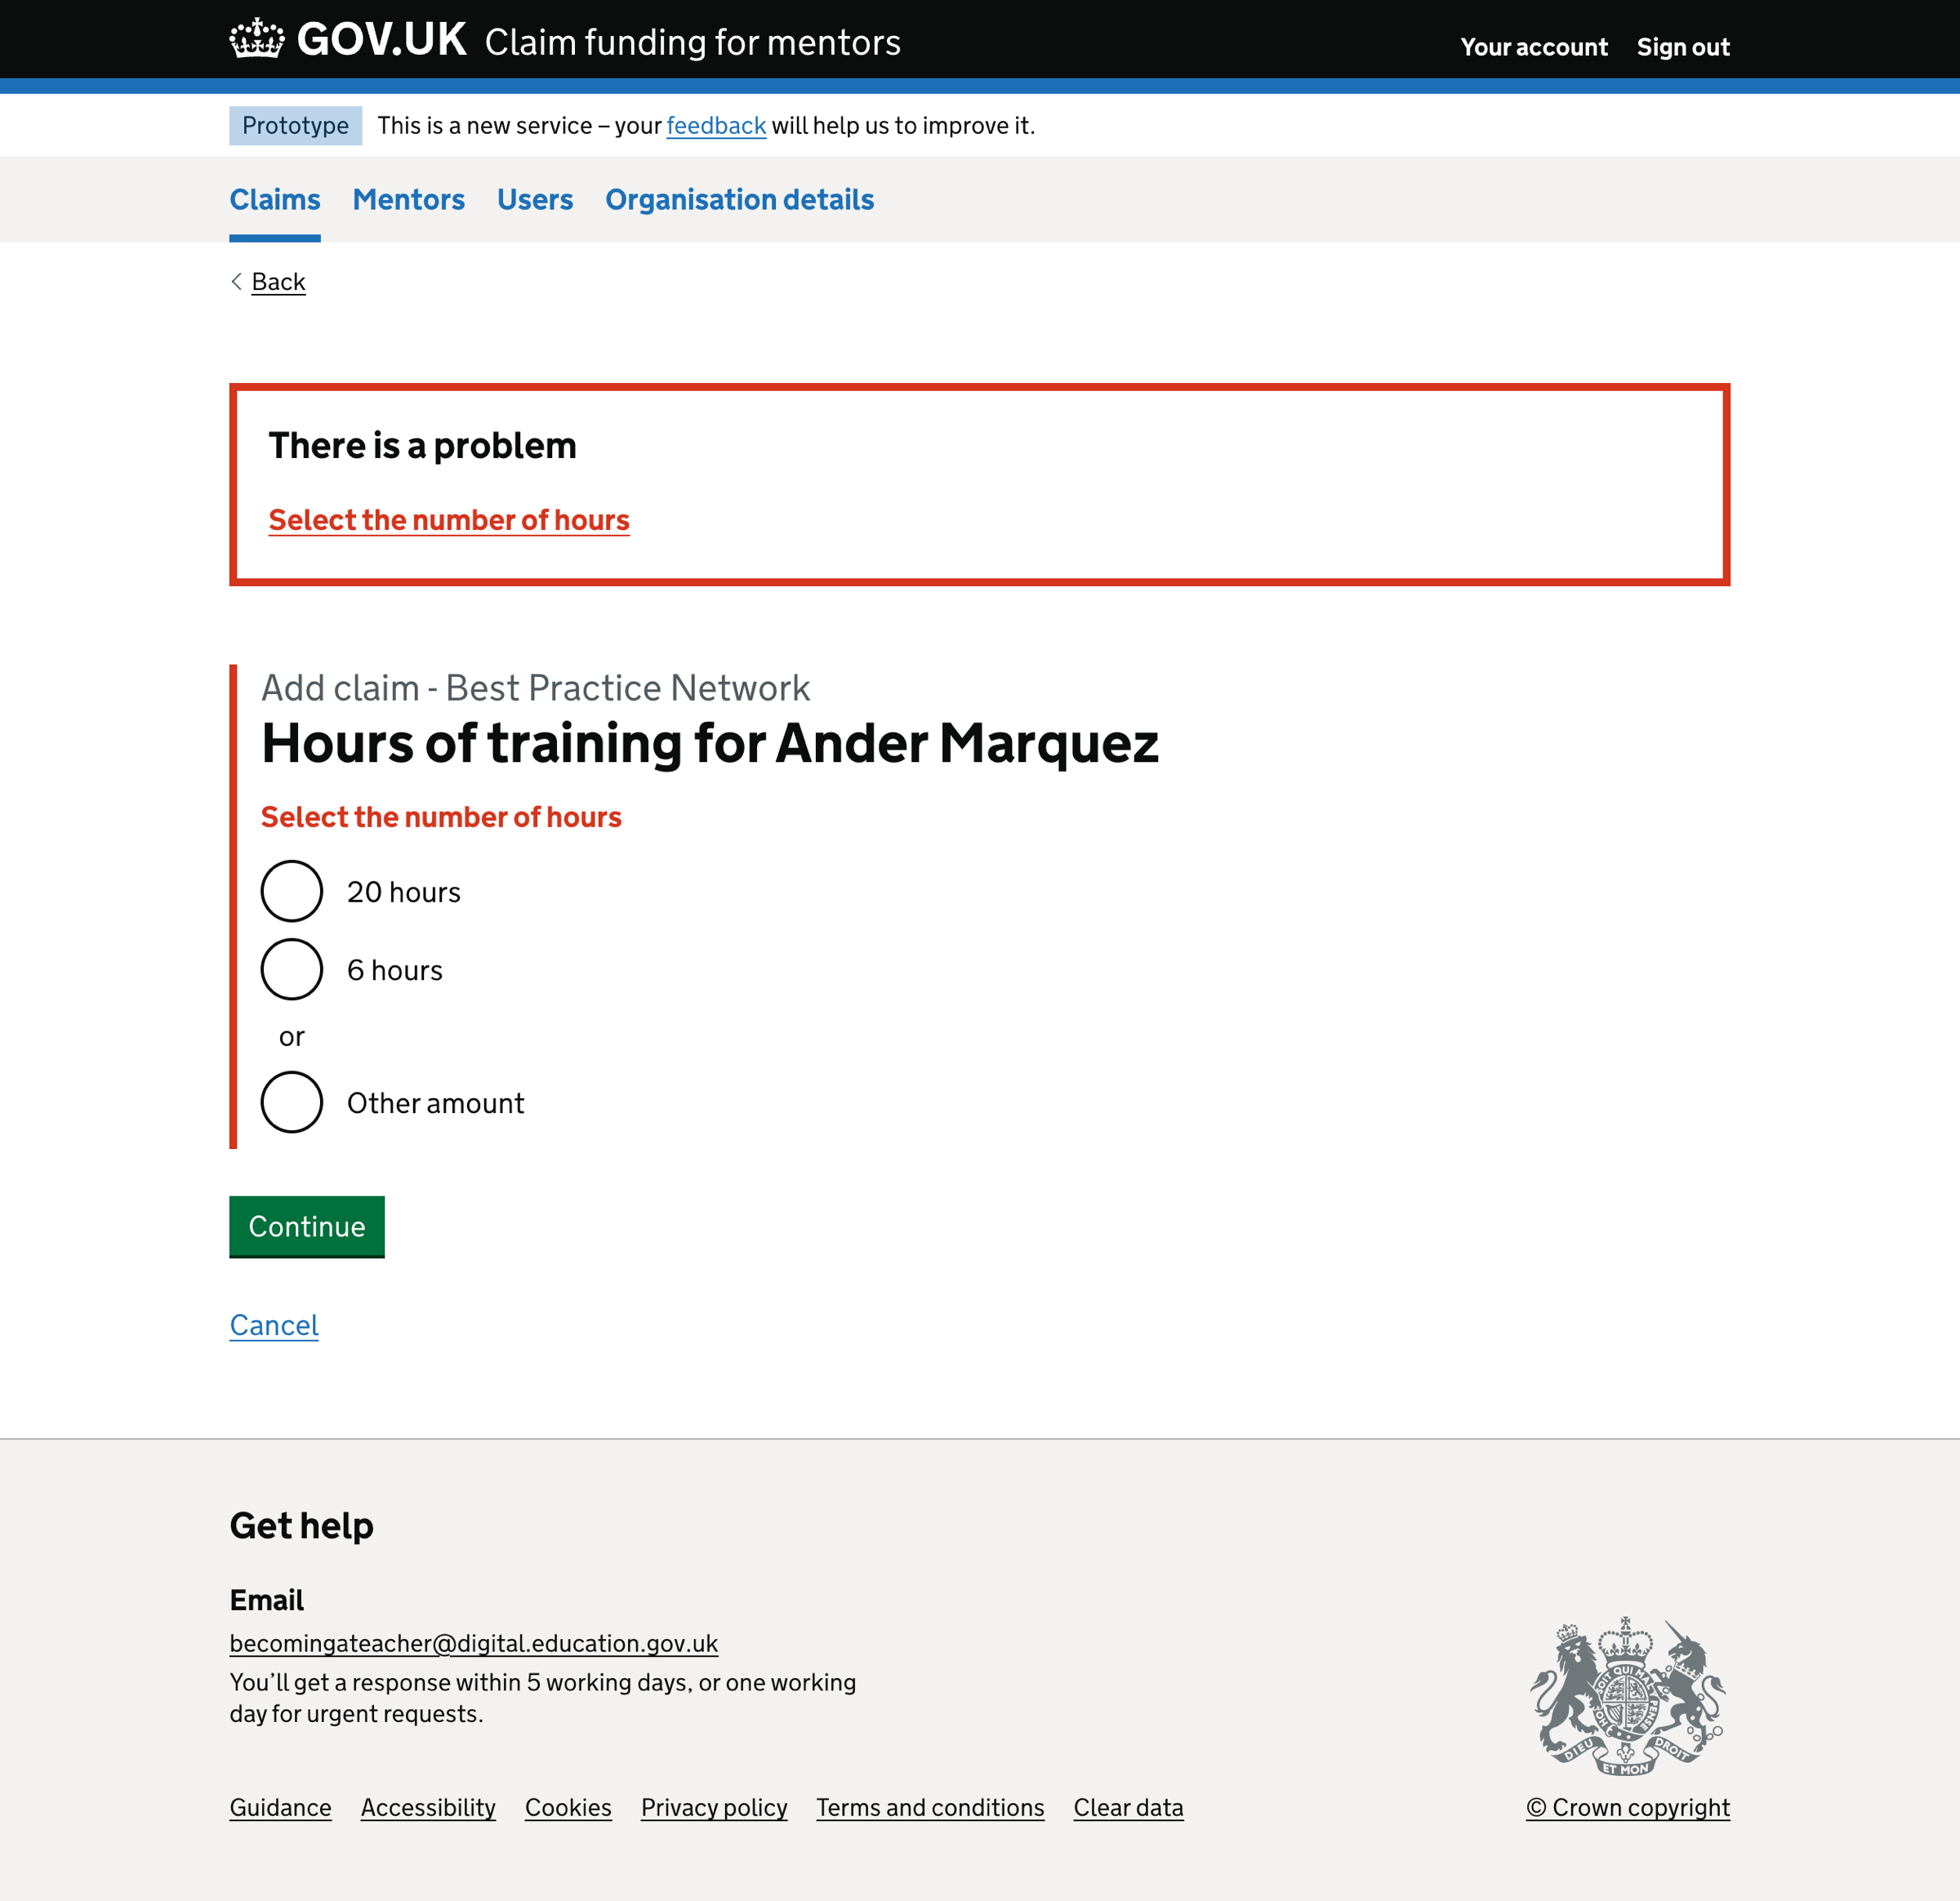 GOV.UK Claim funding for mentors Your account Sign out
Prototype This is a new service – your feedback will help us to improve it.
Claims Mentors Users Organisation details
Back
There is a problem
Select the number of hours
Add claim - Best Practice Network
Hours of training for Ander Marquez
Select the number of hours
20 hours
6 hours
or
Other amount
Continue
Cancel
Get help
Email
becomingateacher@digital.education.gov.uk
You’ll get a response within 5 working days, or one working
day for urgent requests.
DIEU ET MON DROIT
Guidance Accessibility Cookies Privacy policy Terms and conditions Clear data © Crown copyright